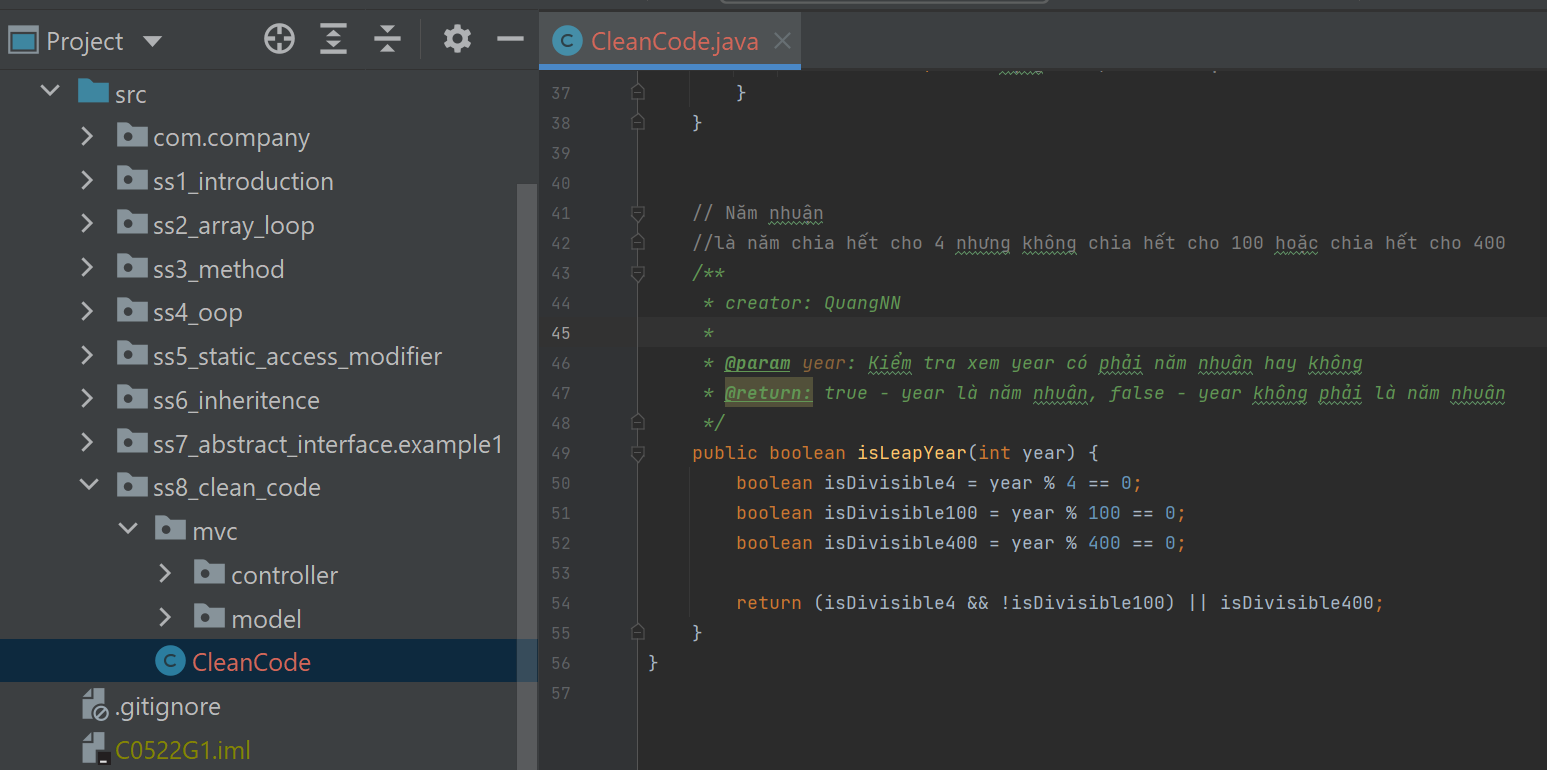 Project
src
com.company
ss1_introduction
ss2_array_loop
ss3_method
ss4_oop
ss5_static_access_modifier
ss6_inheritence
ss7_abstract_interface.example1
ss8_clean_code
mvc
controller
model
CleanCode
.gitignore
C0522G1.iml
CleanCode.java
37 }
38 }
39
40
41 // Năm nhuận
42 //là năm chia hết cho 4 nhưng không chia hết cho 100 hoặc chia hết cho 400
43 /**
44 * creator: QuangNN
45 *
46 * @param year: Kiểm tra xem year có phải năm nhuận hay không
47 * @return: true - year là năm nhuận, false - year không phải là năm nhuận
48 */
49 public boolean isLeapYear(int year) {
50 boolean isDivisible4 = year % 4 == 0;
51 boolean isDivisible100 = year % 100 == 0;
52 boolean isDivisible400 = year % 400 == 0;
53
54 return (isDivisible4 && !isDivisible100) || isDivisible400;
55 }
56 }
57